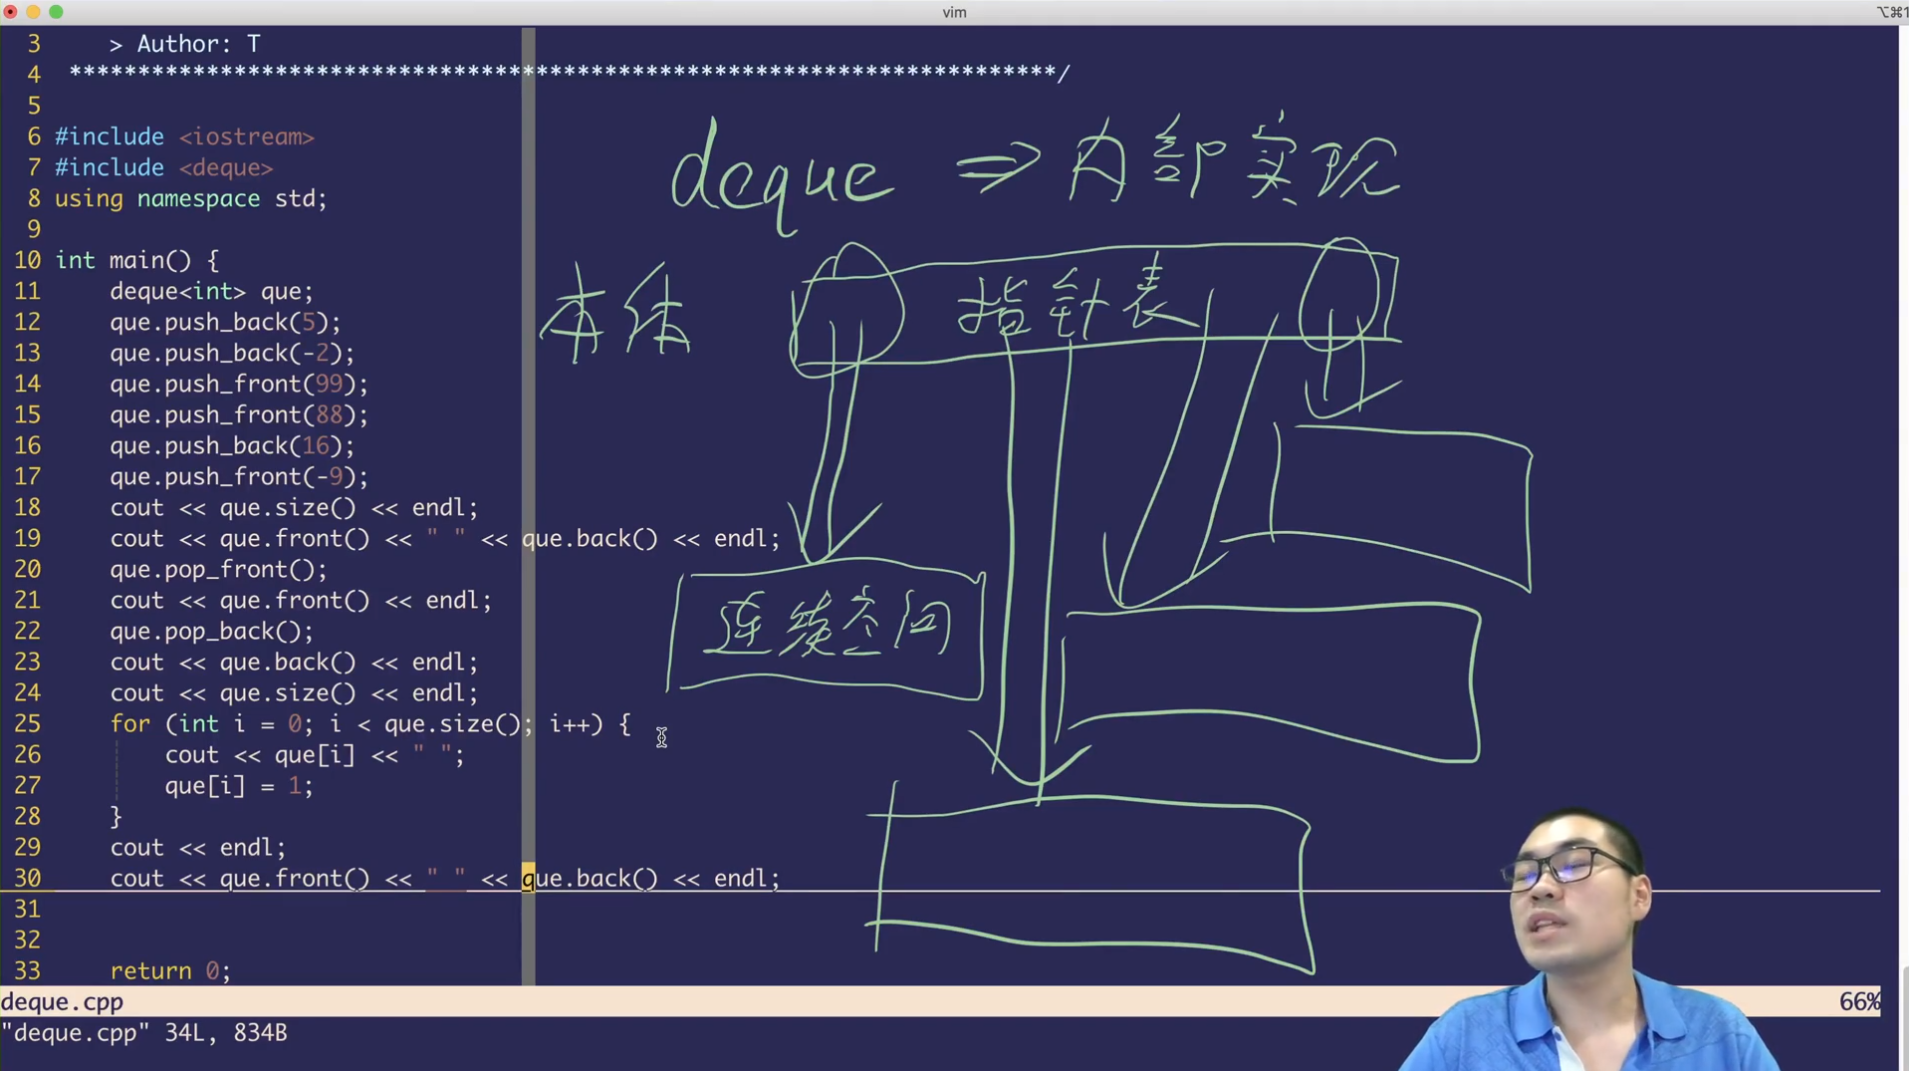 vim
⌥⌘1
3 > Author: T
4 ************************************************************************/
5
6 #include <iostream>
7 #include <deque>
8 using namespace std;
9
10 int main() {
11 deque<int> que;
12 que.push_back(5);
13 que.push_back(-2);
14 que.push_front(99);
15 que.push_front(88);
16 que.push_back(16);
17 que.push_front(-9);
18 cout << que.size() << endl;
19 cout << que.front() << " " << que.back() << endl;
20 que.pop_front();
21 cout << que.front() << endl;
22 que.pop_back();
23 cout << que.back() << endl;
24 cout << que.size() << endl;
25 for (int i = 0; i < que.size(); i++) {
26 cout << que[i] << " ";
27 que[i] = 1;
28 }
29 cout << endl;
30 cout << que.front() << " " << que.back() << endl;
31
32
33 return 0;
deque.cpp 66%
"deque.cpp" 34L, 834B
deque ⇒ 内部实现
本体 指针表
连续空间